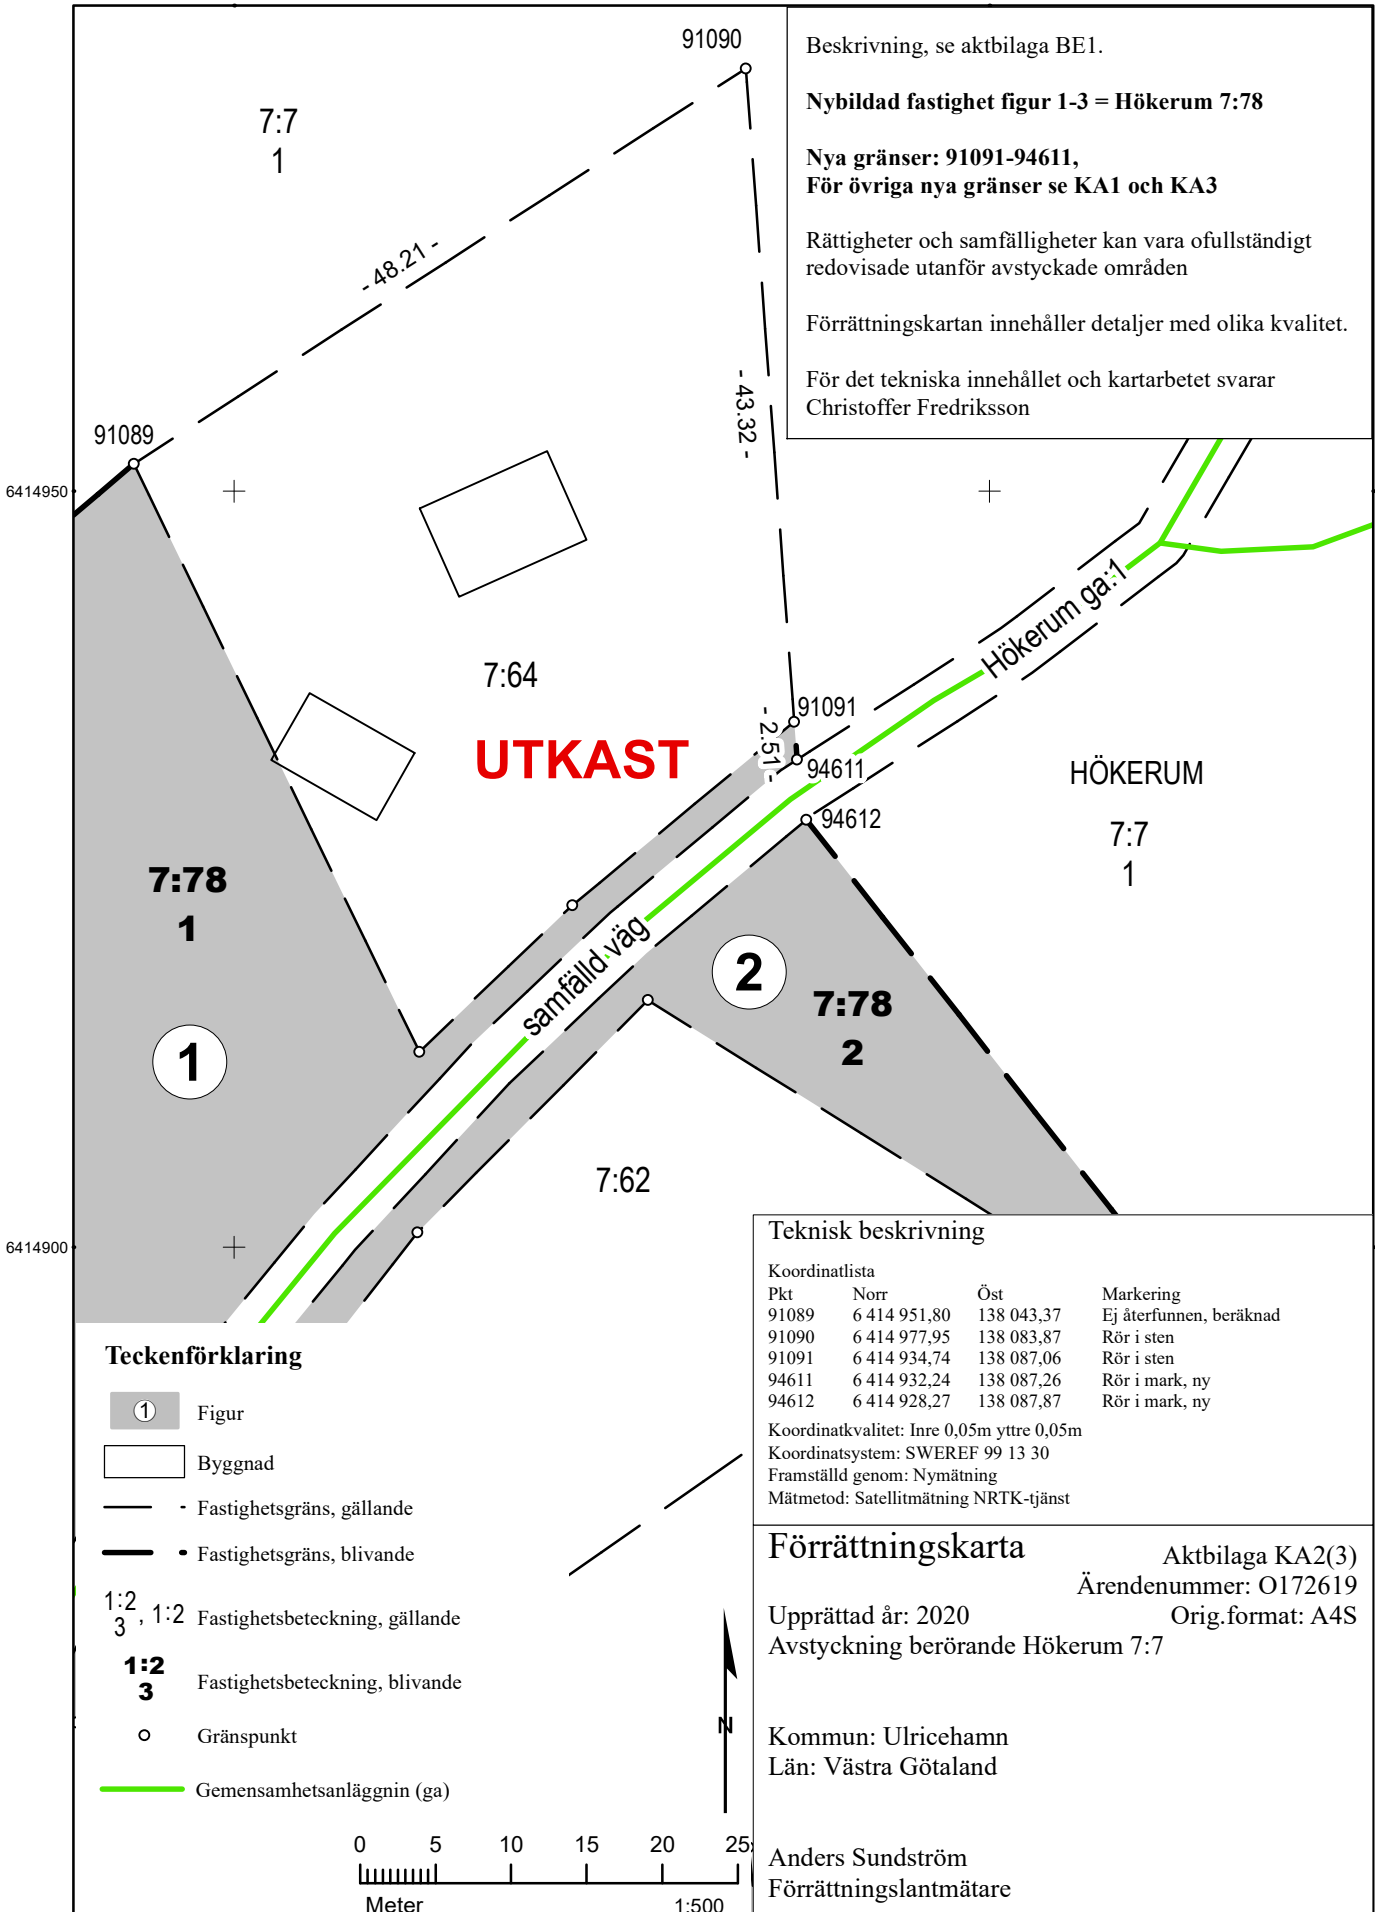 91090
Beskrivning, se aktbilaga BE1.
Nybildad fastighet figur 1-3 = Hökerum 7:78
Nya gränser: 91091-94611,
För övriga nya gränser se KA1 och KA3
Rättigheter och samfälligheter kan vara ofullständigt
redovisade utanför avstyckade områden
Förrättningskartan innehåller detaljer med olika kvalitet.
För det tekniska innehållet och kartarbetet svarar
Christoffer Fredriksson
7:7
1
- 48.21 -
- 43.32 -
91089
6414950
Hökerum ga:1
7:64
91091
- 2.51 -
UTKAST
94611
HÖKERUM
94612
7:7
1
7:78
1
samfälld väg
2
7:78
2
1
7:62
6414900
Teknisk beskrivning
Koordinatlista
Pkt Norr Öst Markering
91089 6 414 951,80 138 043,37 Ej återfunnen, beräknad
91090 6 414 977,95 138 083,87 Rör i sten
91091 6 414 934,74 138 087,06 Rör i sten
94611 6 414 932,24 138 087,26 Rör i mark, ny
94612 6 414 928,27 138 087,87 Rör i mark, ny
Koordinatkvalitet: Inre 0,05m yttre 0,05m
Koordinatsystem: SWEREF 99 13 30
Framställd genom: Nymätning
Mätmetod: Satellitmätning NRTK-tjänst
Teckenförklaring
1 Figur
Byggnad
Fastighetsgräns, gällande
Fastighetsgräns, blivande
1:2
3 , 1:2 Fastighetsbeteckning, gällande
1:2
3 Fastighetsbeteckning, blivande
Gränspunkt
Gemensamhetsanläggnin (ga)
N
0 5 10 15 20 25
Meter 1:500
Förrättningskarta
Aktbilaga KA2(3)
Ärendenummer: O172619
Upprättad år: 2020 Orig.format: A4S
Avstyckning berörande Hökerum 7:7
Kommun: Ulricehamn
Län: Västra Götaland
Anders Sundström
Förrättningslantmätare